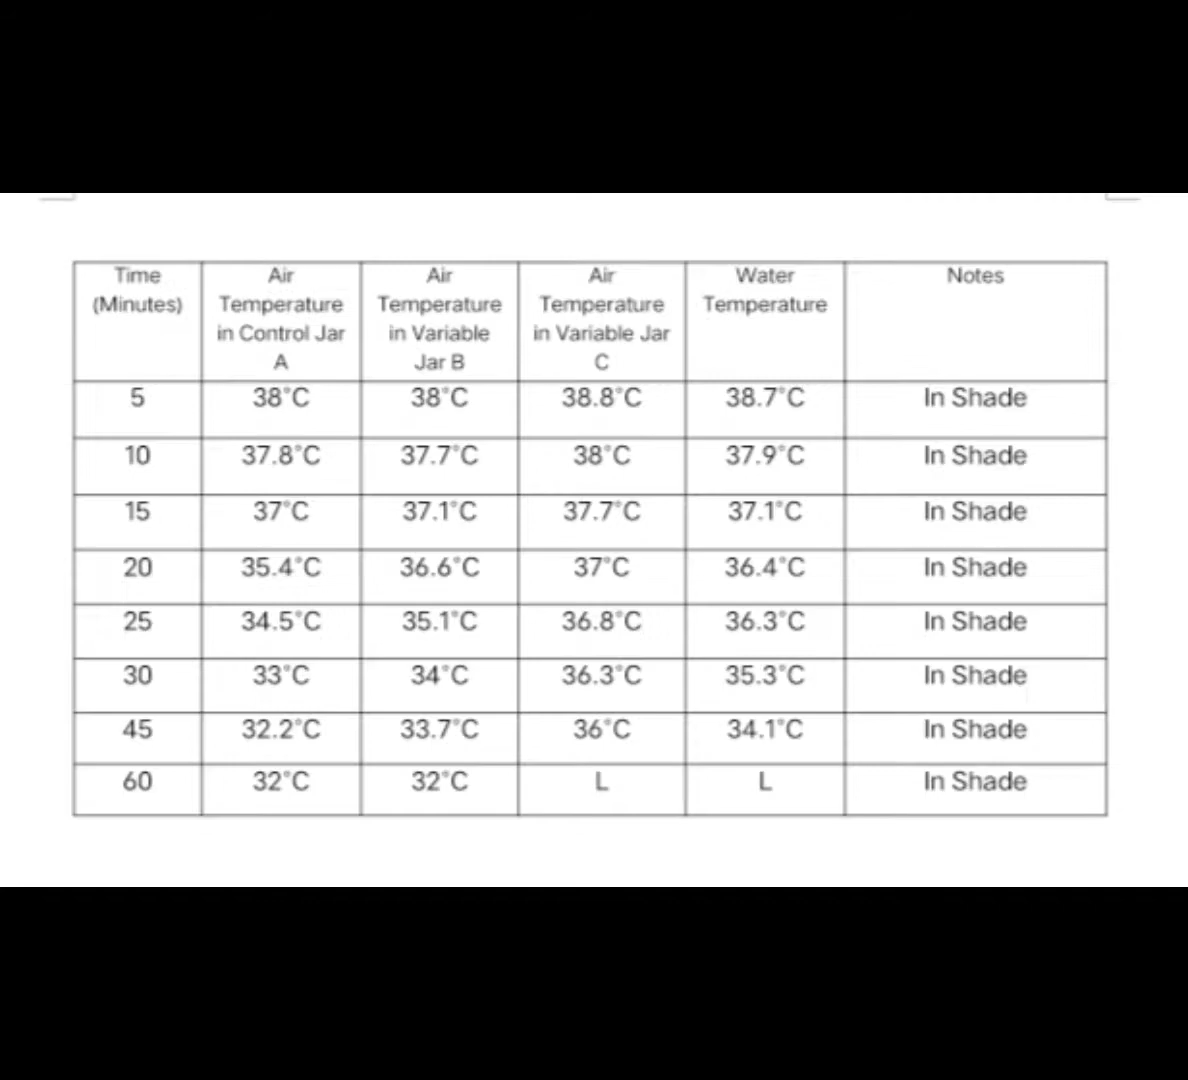 Time (Minutes) Air Temperature in Control Jar A Air Temperature in Variable Jar B Air Temperature in Variable Jar C Water Temperature Notes
5 38°C 38°C 38.8°C 38.7°C In Shade
10 37.8°C 37.7°C 38°C 37.9°C In Shade
15 37°C 37.1°C 37.7°C 37.1°C In Shade
20 35.4°C 36.6°C 37°C 36.4°C In Shade
25 34.5°C 35.1°C 36.8°C 36.3°C In Shade
30 33°C 34°C 36.3°C 35.3°C In Shade
45 32.2°C 33.7°C 36°C 34.1°C In Shade
60 32°C 32°C L L In Shade